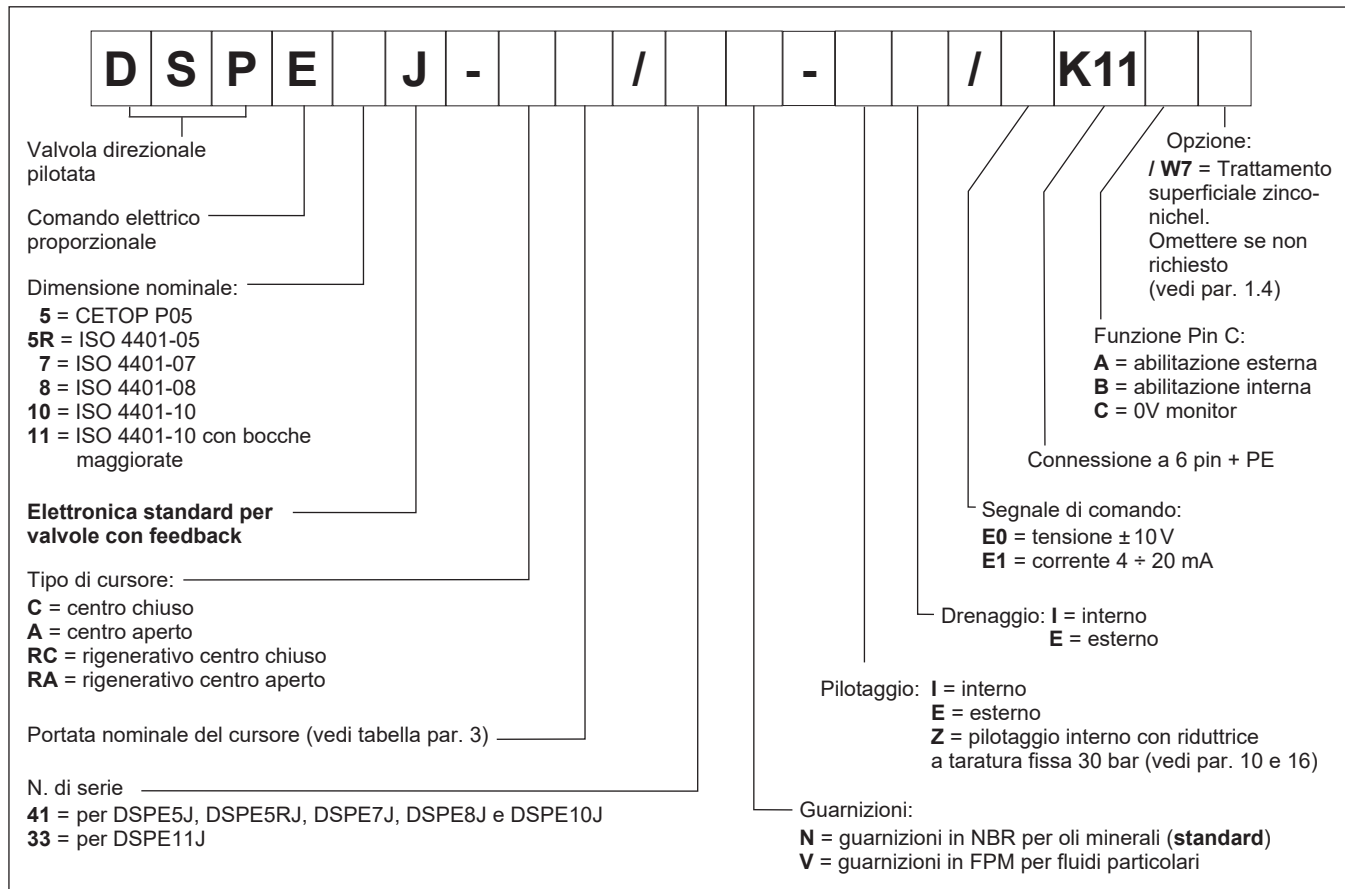 D S P E J - / - / K11
Valvola direzionale
pilotata
Comando elettrico
proporzionale
Dimensione nominale:
5 = CETOP P05
5R = ISO 4401-05
7 = ISO 4401-07
8 = ISO 4401-08
10 = ISO 4401-10
11 = ISO 4401-10 con bocche
maggiorate
Elettronica standard per
valvole con feedback
Tipo di cursore:
C = centro chiuso
A = centro aperto
RC = rigenerativo centro chiuso
RA = rigenerativo centro aperto
Portata nominale del cursore (vedi tabella par. 3)
N. di serie
41 = per DSPE5J, DSPE5RJ, DSPE7J, DSPE8J e DSPE10J
33 = per DSPE11J
Opzione:
/ W7 = Trattamento
superficiale zinco-
nichel.
Omettere se non
richiesto
(vedi par. 1.4)
Funzione Pin C:
A = abilitazione esterna
B = abilitazione interna
C = 0V monitor
Connessione a 6 pin + PE
Segnale di comando:
E0 = tensione ±10V
E1 = corrente 4 ÷ 20 mA
Drenaggio: I = interno
E = esterno
Pilotaggio: I = interno
E = esterno
Z = pilotaggio interno con riduttrice
a taratura fissa 30 bar (vedi par. 10 e 16)
Guarnizioni:
N = guarnizioni in NBR per oli minerali (standard)
V = guarnizioni in FPM per fluidi particolari